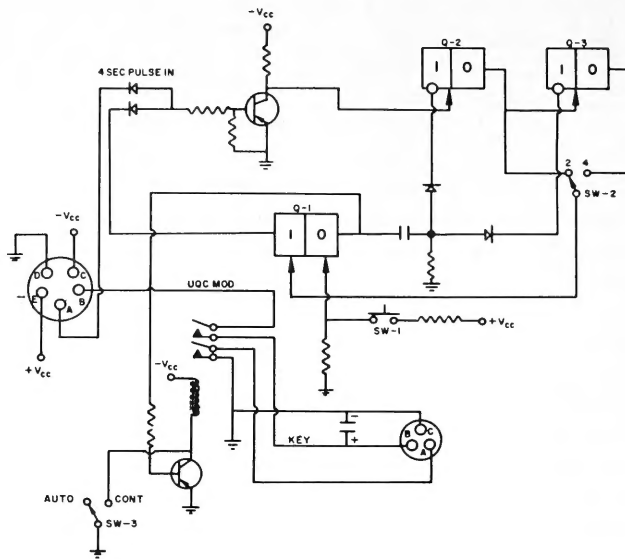 -Vcc
Q-2
Q-3
1 0
1 0
4 SEC PULSE IN
2 4
SW-2
Q-1
1 0
-Vcc
D C
E B
A
-
+Vcc
UQC MOD
SW-1
+Vcc
-Vcc
-
+
KEY
B C
A
AUTO
CONT
SW-3